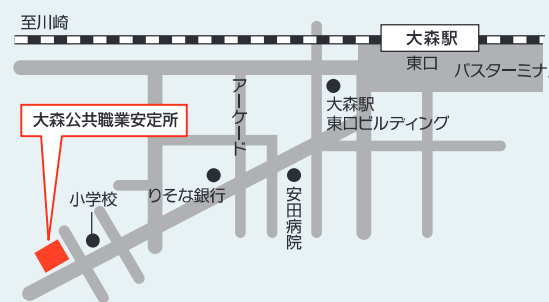 至川崎
大森駅
東口
バスターミナル
アーケード
大森駅
東口ビルディング
大森公共職業安定所
小学校
りそな銀行
安田病院